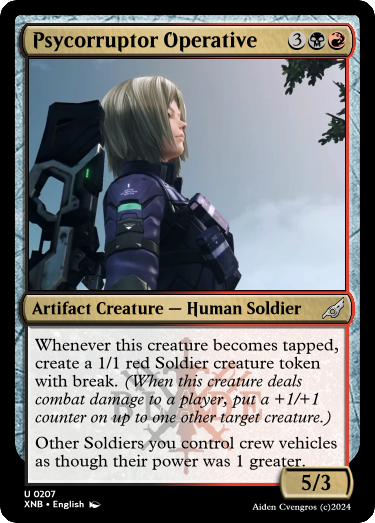 Psycorruptor Operative 3
Artifact Creature — Human Soldier
Whenever this creature becomes tapped,
create a 1/1 red Soldier creature token
with break. (When this creature deals
combat damage to a player, put a +1/+1
counter on up to one other target creature.)
Other Soldiers you control crew vehicles
as though their power was 1 greater.
5/3
U 0207
XNB • English
Aiden Cvengros (c)2024